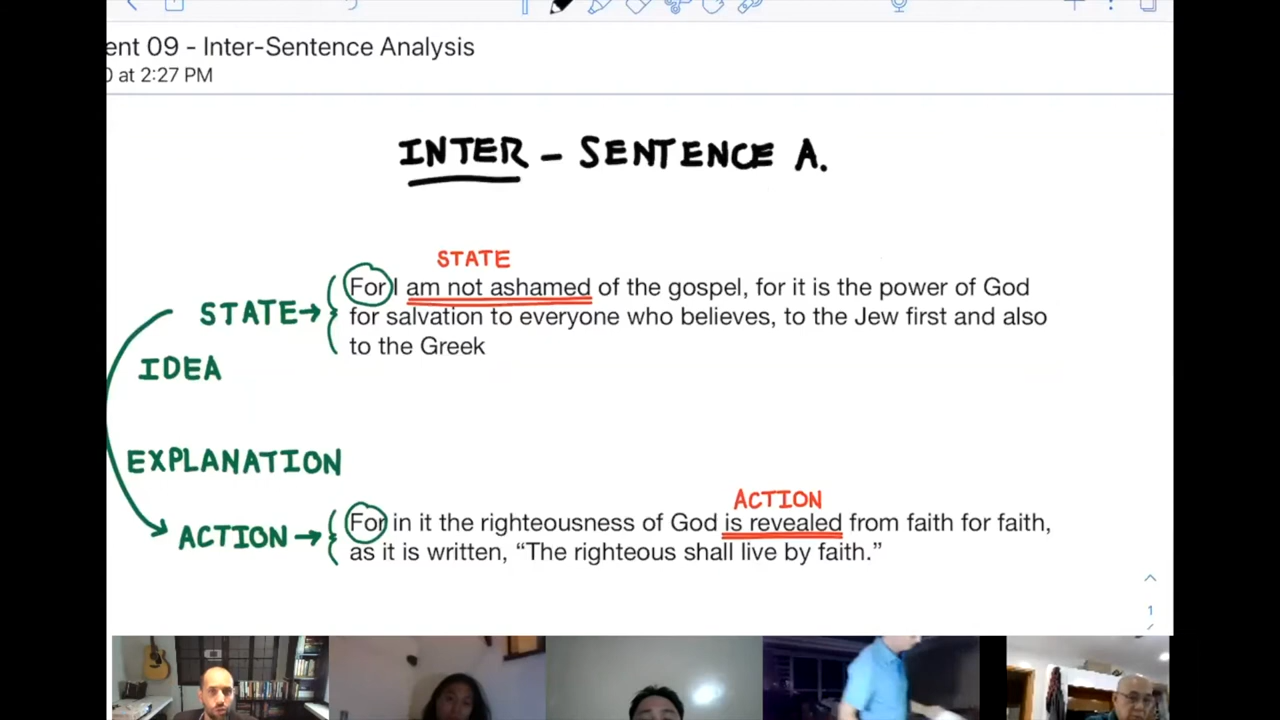 ent 09 - Inter-Sentence Analysis
0 at 2:27 PM
INTER - SENTENCE A.
STATE
STATE→ For I am not ashamed of the gospel, for it is the power of God
for salvation to everyone who believes, to the Jew first and also
to the Greek
IDEA
EXPLANATION
ACTION
ACTION→ For in it the righteousness of God is revealed from faith for faith,
as it is written, “The righteous shall live by faith.”
1